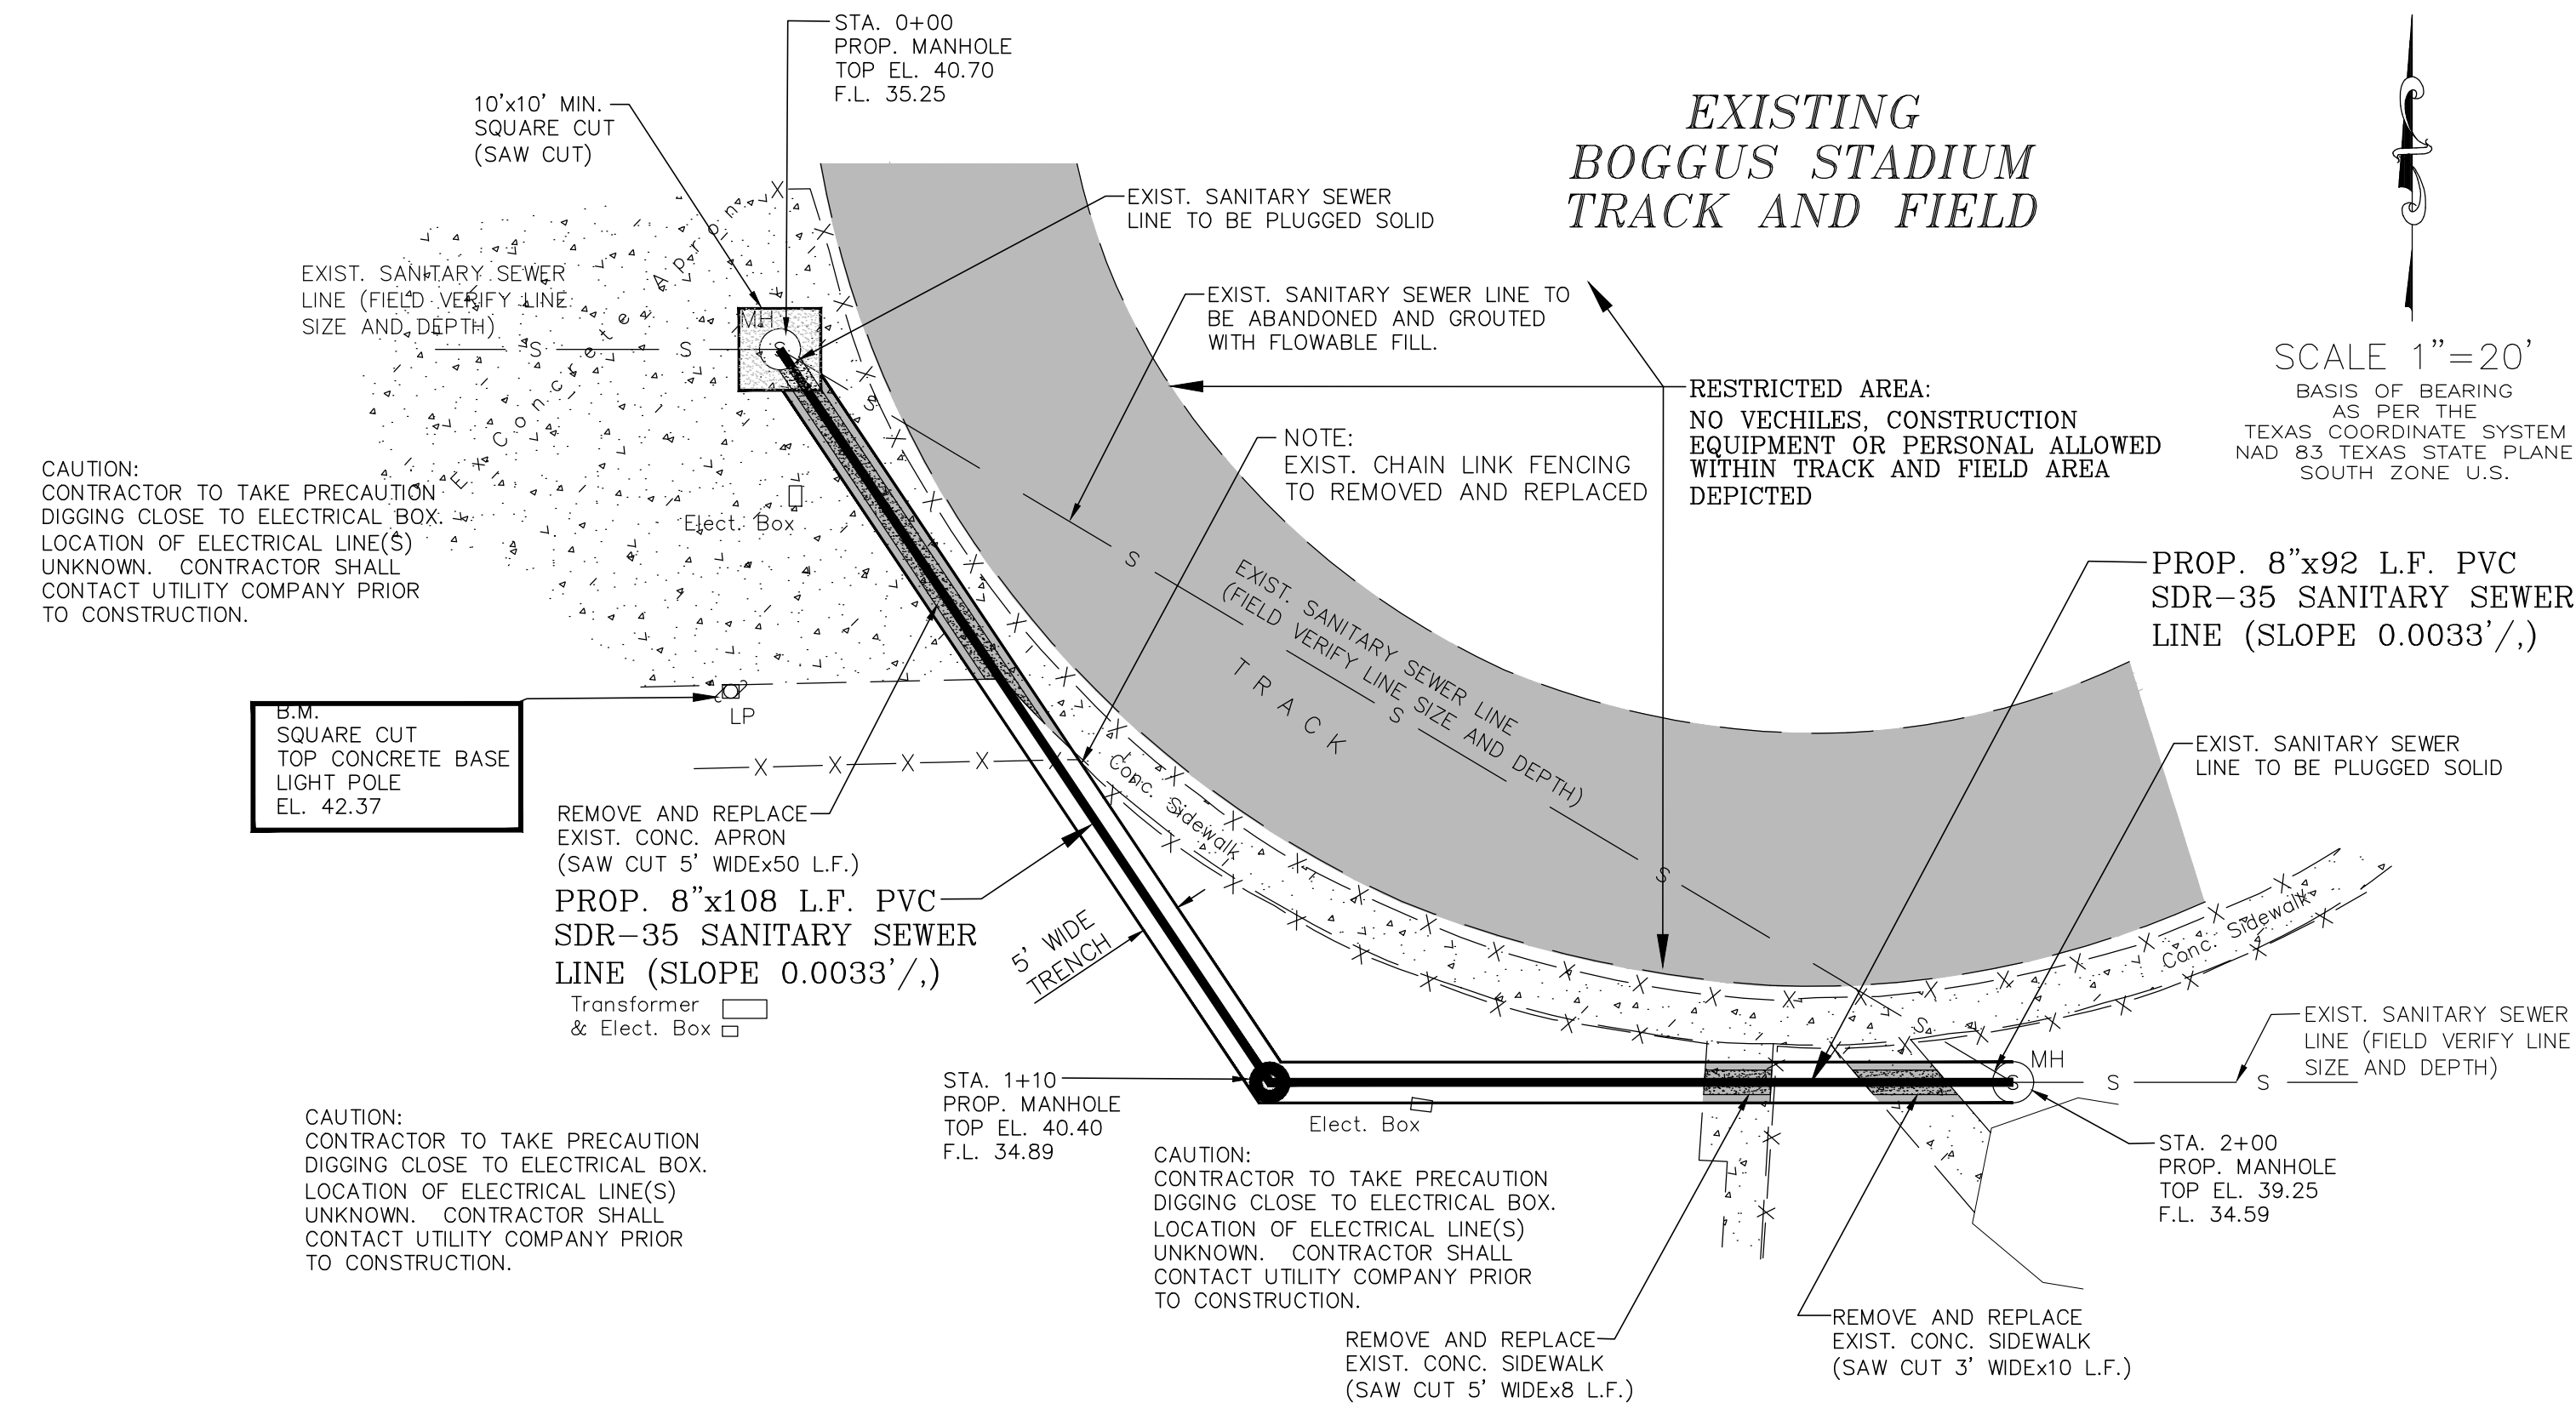 STA. 0+00
PROP. MANHOLE
TOP EL. 40.70
F.L. 35.25
10'x10' MIN.
SQUARE CUT
(SAW CUT)
EXISTING
BOGGUS STADIUM
TRACK AND FIELD
EXIST. SANITARY SEWER
LINE TO BE PLUGGED SOLID
EXIST. SANITARY SEWER
LINE (FIELD VERIFY LINE
SIZE AND DEPTH)
Ex Concrete Apron
MH
S
S
S
S
EXIST. SANITARY SEWER LINE TO
BE ABANDONED AND GROUTED
WITH FLOWABLE FILL.
SCALE 1"=20'
BASIS OF BEARING
AS PER THE
TEXAS COORDINATE SYSTEM
NAD 83 TEXAS STATE PLANE
SOUTH ZONE U.S.
RESTRICTED AREA:
NO VECHILES, CONSTRUCTION
EQUIPMENT OR PERSONAL ALLOWED
WITHIN TRACK AND FIELD AREA
DEPICTED
NOTE:
EXIST. CHAIN LINK FENCING
TO REMOVED AND REPLACED
CAUTION:
CONTRACTOR TO TAKE PRECAUTION
DIGGING CLOSE TO ELECTRICAL BOX.
LOCATION OF ELECTRICAL LINE(S)
UNKNOWN. CONTRACTOR SHALL
CONTACT UTILITY COMPANY PRIOR
TO CONSTRUCTION.
Elect. Box
PROP. 8"x92 L.F. PVC
SDR-35 SANITARY SEWER
LINE (SLOPE 0.0033'/,)
S
EXIST. SANITARY SEWER LINE
(FIELD VERIFY LINE SIZE AND DEPTH)
S
S
TRACK
LP
B.M.
SQUARE CUT
TOP CONCRETE BASE
LIGHT POLE
EL. 42.37
EXIST. SANITARY SEWER
LINE TO BE PLUGGED SOLID
Conc. Sidewalk
REMOVE AND REPLACE
EXIST. CONC. APRON
(SAW CUT 5' WIDEx50 L.F.)
PROP. 8"x108 L.F. PVC
SDR-35 SANITARY SEWER
LINE (SLOPE 0.0033'/,)
5' WIDE
TRENCH
Transformer
& Elect. Box
Conc. Sidewalk
EXIST. SANITARY SEWER
LINE (FIELD VERIFY LINE
SIZE AND DEPTH)
MH
S
S
S
S
STA. 1+10
PROP. MANHOLE
TOP EL. 40.40
F.L. 34.89
Elect. Box
CAUTION:
CONTRACTOR TO TAKE PRECAUTION
DIGGING CLOSE TO ELECTRICAL BOX.
LOCATION OF ELECTRICAL LINE(S)
UNKNOWN. CONTRACTOR SHALL
CONTACT UTILITY COMPANY PRIOR
TO CONSTRUCTION.
CAUTION:
CONTRACTOR TO TAKE PRECAUTION
DIGGING CLOSE TO ELECTRICAL BOX.
LOCATION OF ELECTRICAL LINE(S)
UNKNOWN. CONTRACTOR SHALL
CONTACT UTILITY COMPANY PRIOR
TO CONSTRUCTION.
STA. 2+00
PROP. MANHOLE
TOP EL. 39.25
F.L. 34.59
REMOVE AND REPLACE
EXIST. CONC. SIDEWALK
(SAW CUT 5' WIDEx8 L.F.)
REMOVE AND REPLACE
EXIST. CONC. SIDEWALK
(SAW CUT 3' WIDEx10 L.F.)